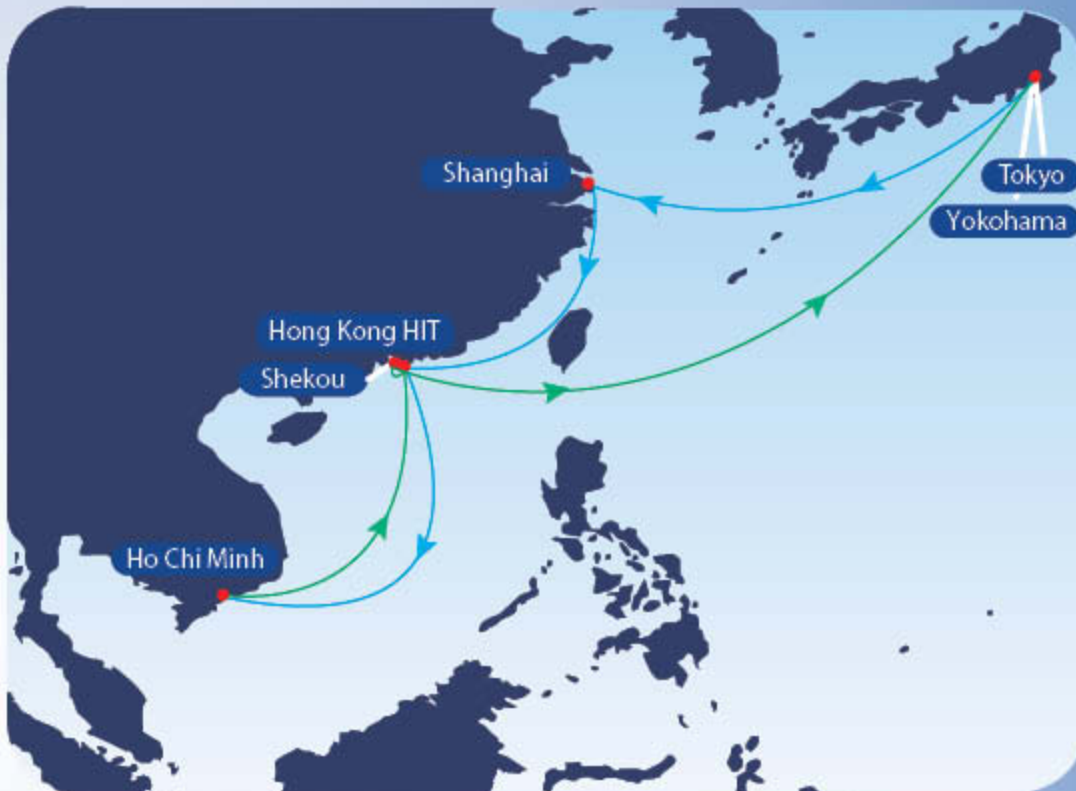 Shanghai
Tokyo
Yokohama
Hong Kong HIT
Shekou
Ho Chi Minh